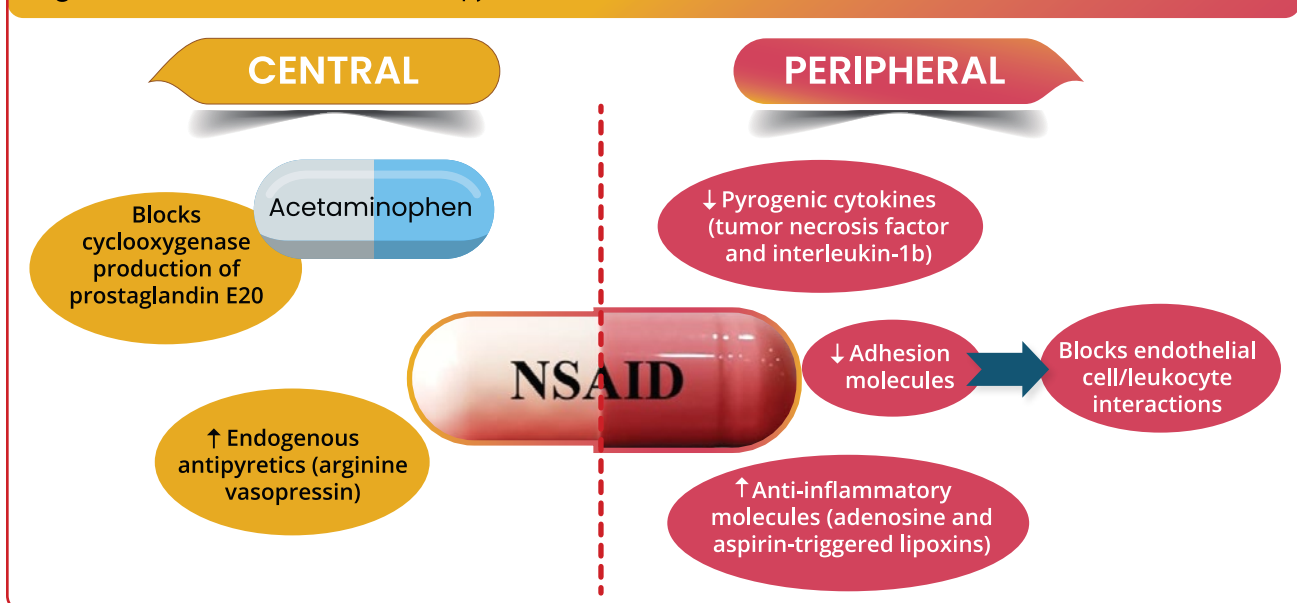 CENTRAL
PERIPHERAL
Acetaminophen
Blocks
cyclooxygenase
production of
prostaglandin E20
↑ Endogenous
antipyretics (arginine
vasopressin)
NSAID
↓ Pyrogenic cytokines
(tumor necrosis factor
and interleukin-1b)
↓ Adhesion
molecules
Blocks endothelial
cell/leukocyte
interactions
↑ Anti-inflammatory
molecules (adenosine and
aspirin-triggered lipoxins)